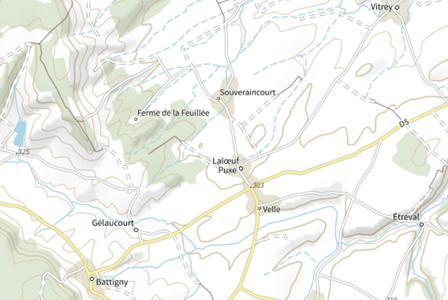 Vitrey
Souveraincourt
Ferme de la Feuillée
D5
325
Lalœuf
Puxe
303
Velle
Gélaucourt
Étreval
Battigny